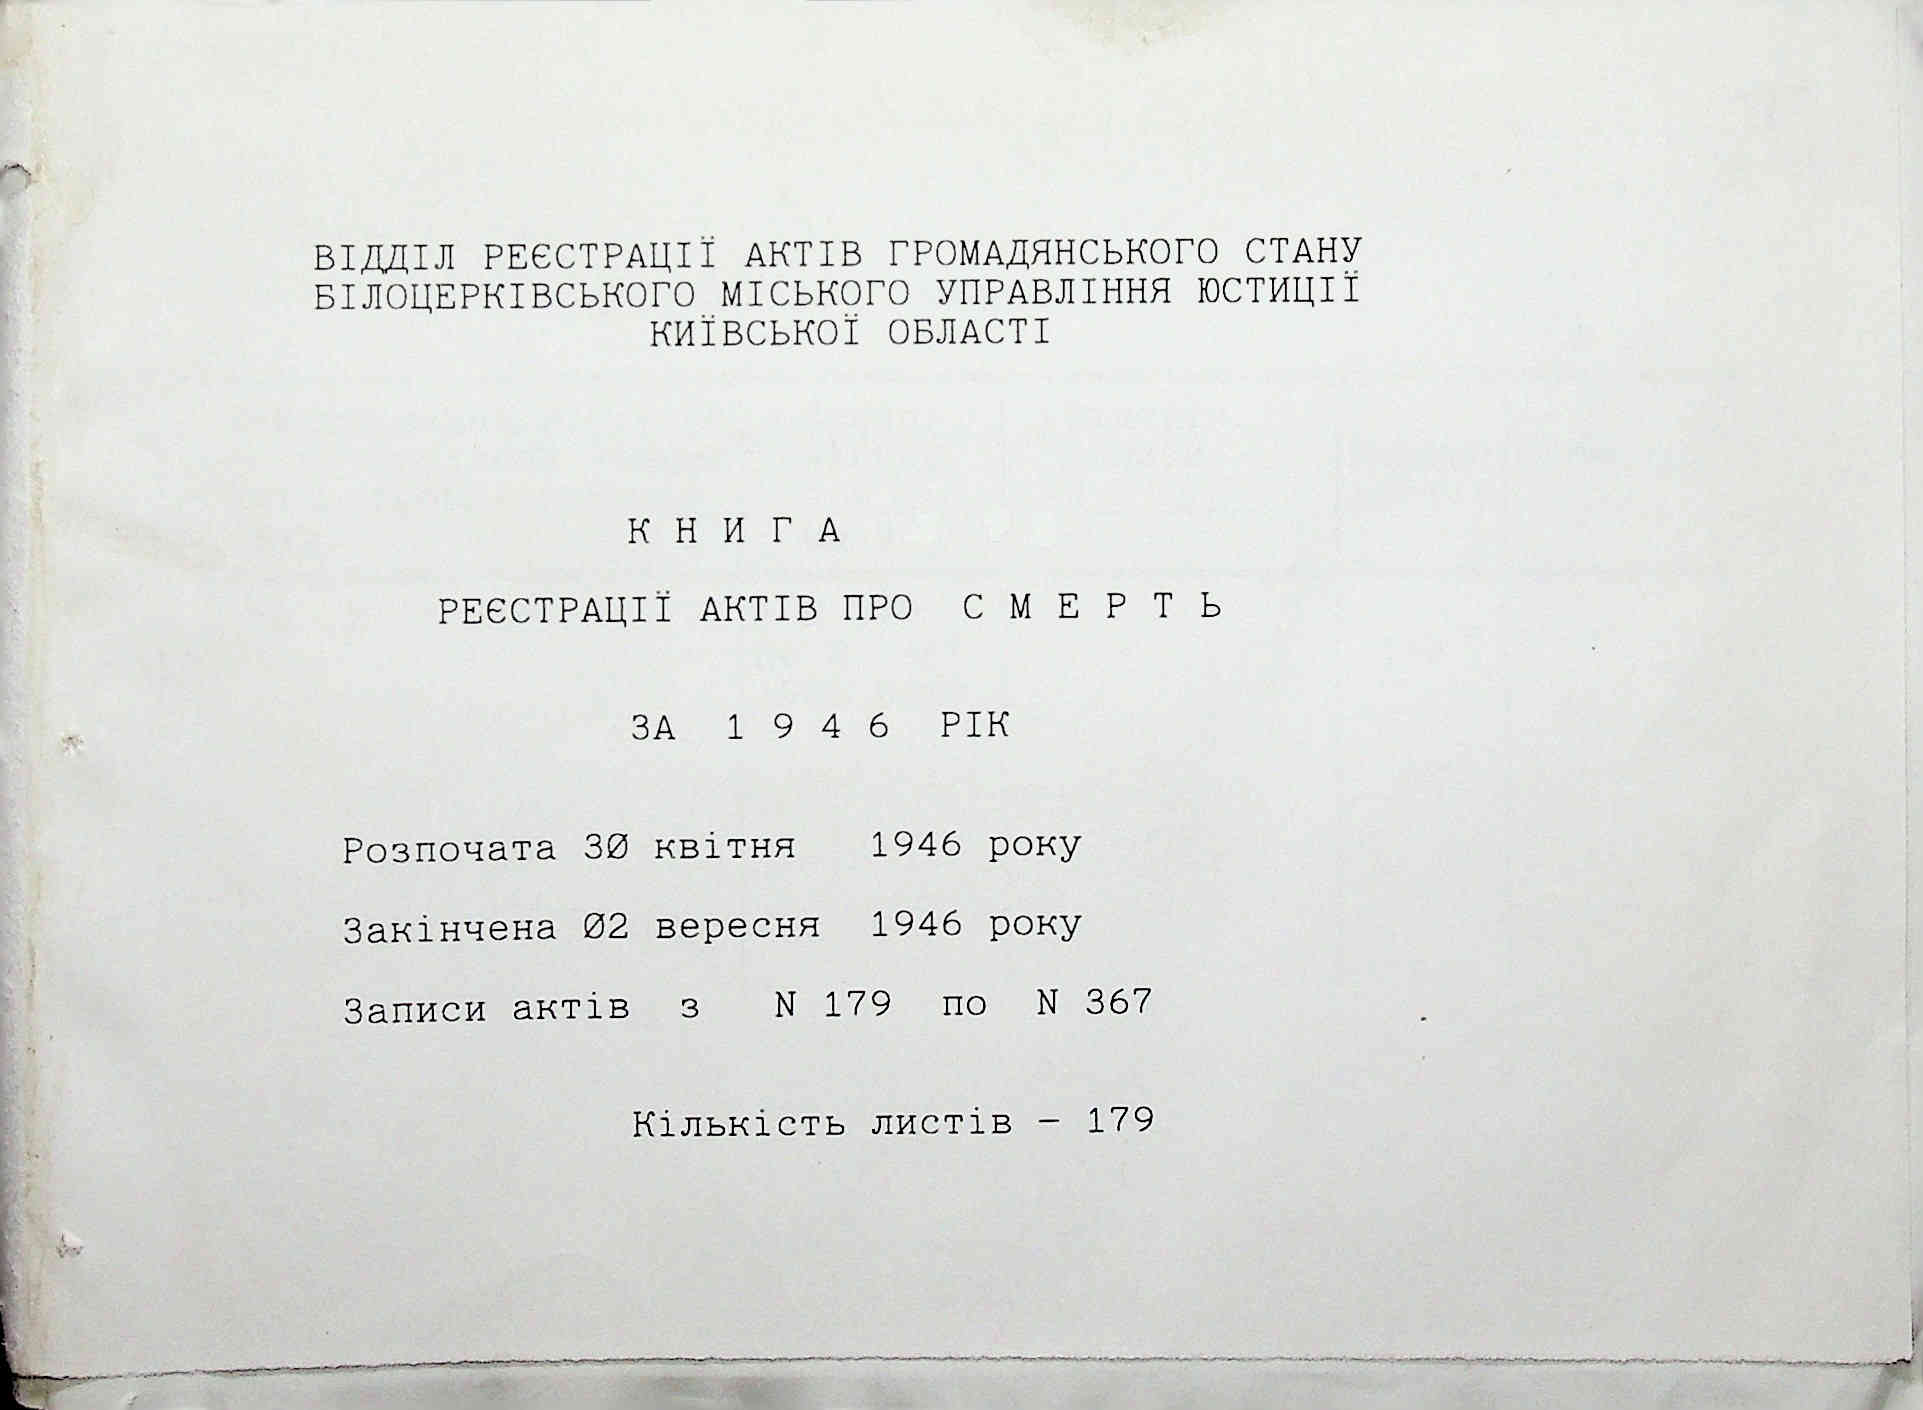 ВІДДІЛ РЕЄСТРАЦІЇ АКТІВ ГРОМАДЯНСЬКОГО СТАНУ
БІЛОЦЕРКІВСЬКОГО МІСЬКОГО УПРАВЛІННЯ ЮСТИЦІЇ
КИЇВСЬКОЇ ОБЛАСТІ
К Н И Г А
РЕЄСТРАЦІЇ АКТІВ ПРО С М Е Р Т Ь
ЗА 1 9 4 6 РІК
Розпочата 30 квітня 1946 року
Закінчена 02 вересня 1946 року
Записи актів з N 179 по N 367
Кількість листів - 179